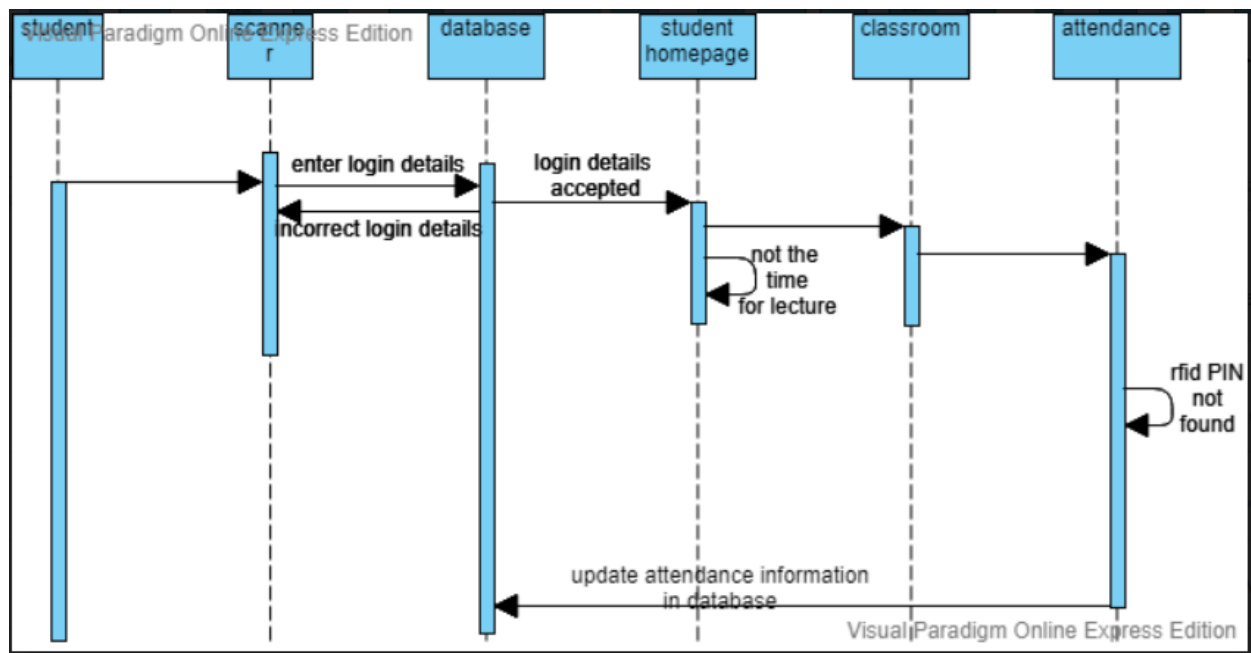 student
Visual Paradigm Online Express Edition
scanne
r
database
student
homepage
classroom
attendance
enter login details
login details
accepted
incorrect login details
not the
time
for lecture
rfid PIN
not
found
update attendance information
in database
Visual Paradigm Online Express Edition